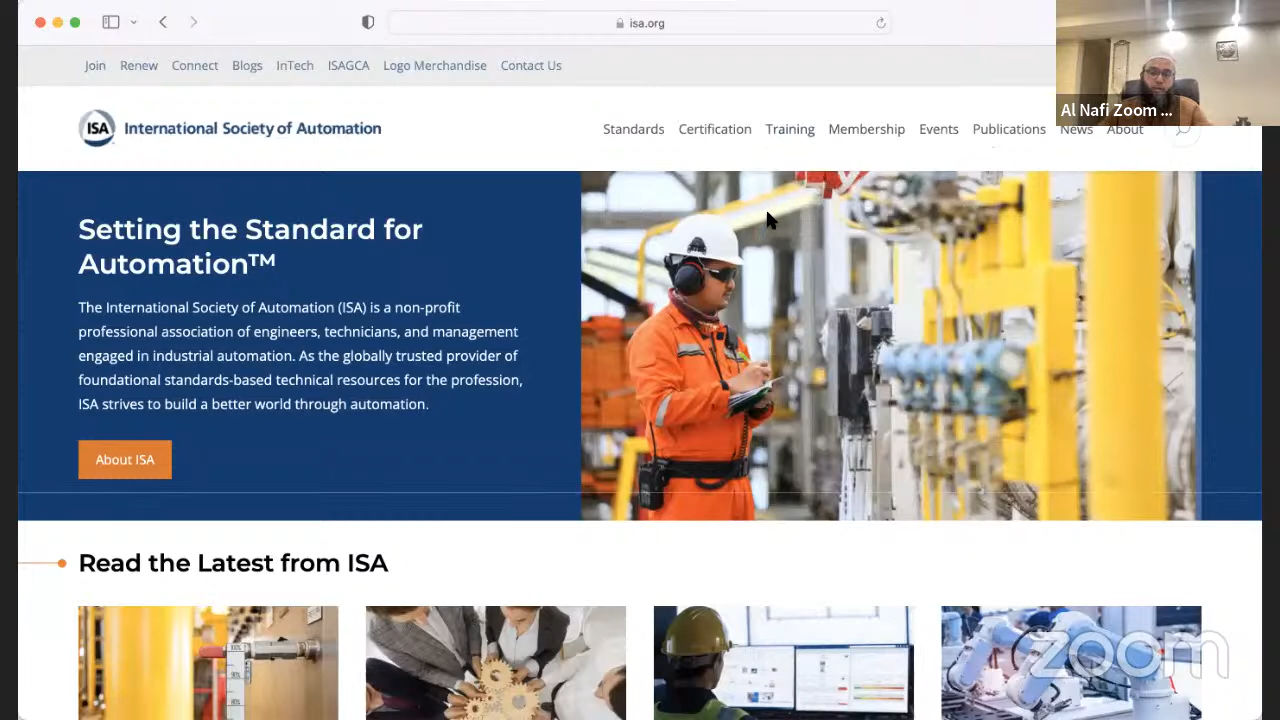 isa.org
Join Renew Connect Blogs InTech ISAGCA Logo Merchandise Contact Us
Al Nafi Zoom ...
ISA International Society of Automation
Standards Certification Training Membership Events Publications News About
Setting the Standard for
Automation™
The International Society of Automation (ISA) is a non-profit
professional association of engineers, technicians, and management
engaged in industrial automation. As the globally trusted provider of
foundational standards-based technical resources for the profession,
ISA strives to build a better world through automation.
About ISA
Read the Latest from ISA
100%
90%
80%
zoom